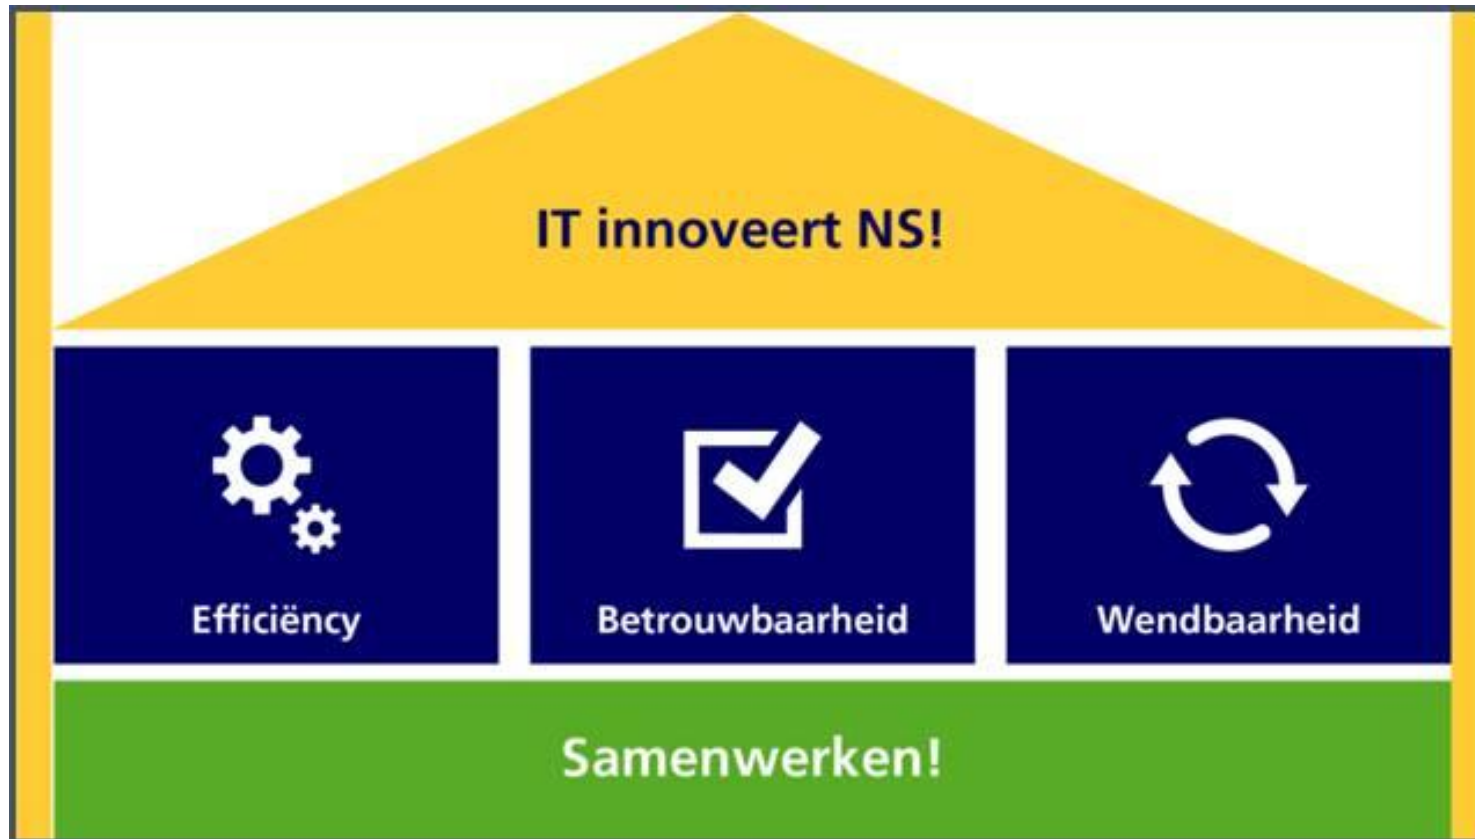 IT innoveert NS!
Efficiëncy
Betrouwbaarheid
Wendbaarheid
Samenwerken!